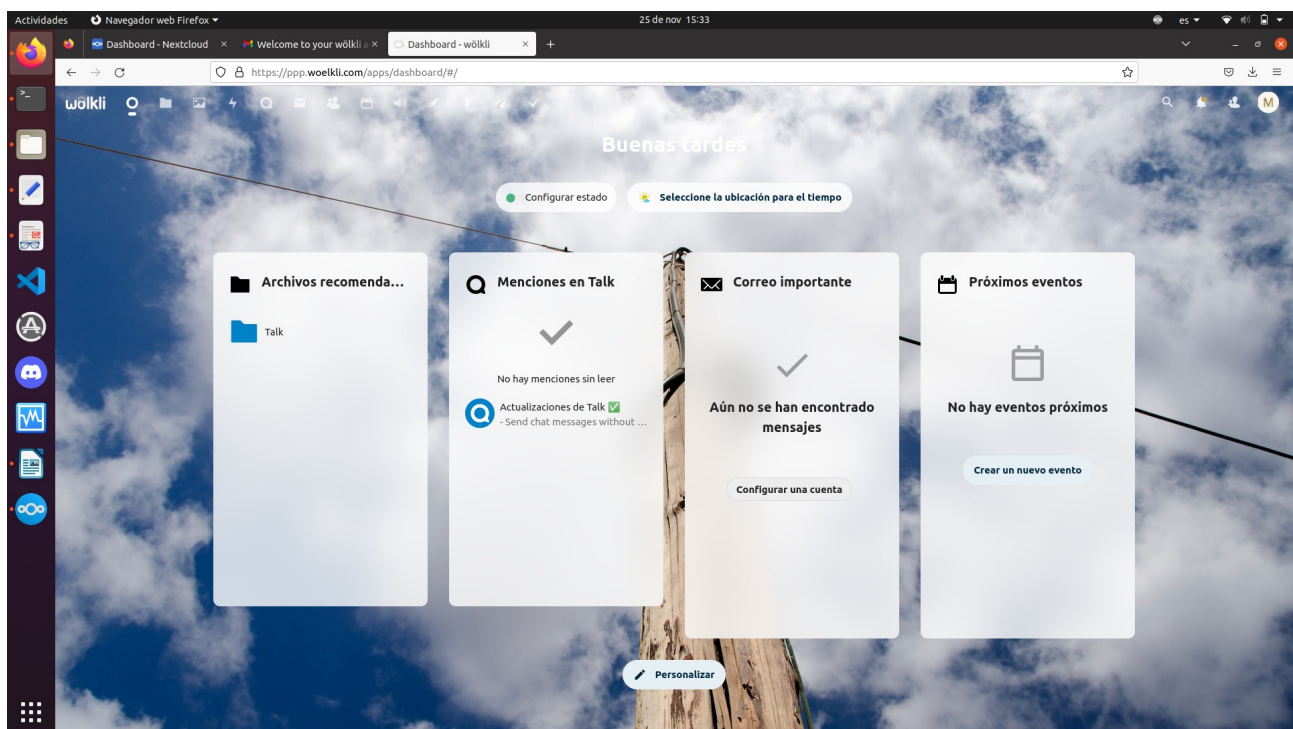 Actividades Navegador web Firefox 25 de nov 15:33 es
Dashboard - Nextcloud × Welcome to your wölkli a × Dashboard - wölkli × +
https://ppp.woelkli.com/apps/dashboard/#/
wölkli M
Buenas tardes
Configurar estado Seleccione la ubicación para el tiempo
Archivos recomenda...
Talk
Menciones en Talk
No hay menciones sin leer
Actualizaciones de Talk ✅
- Send chat messages without ...
Correo importante
Aún no se han encontrado
mensajes
Configurar una cuenta
Próximos eventos
No hay eventos próximos
Crear un nuevo evento
Personalizar